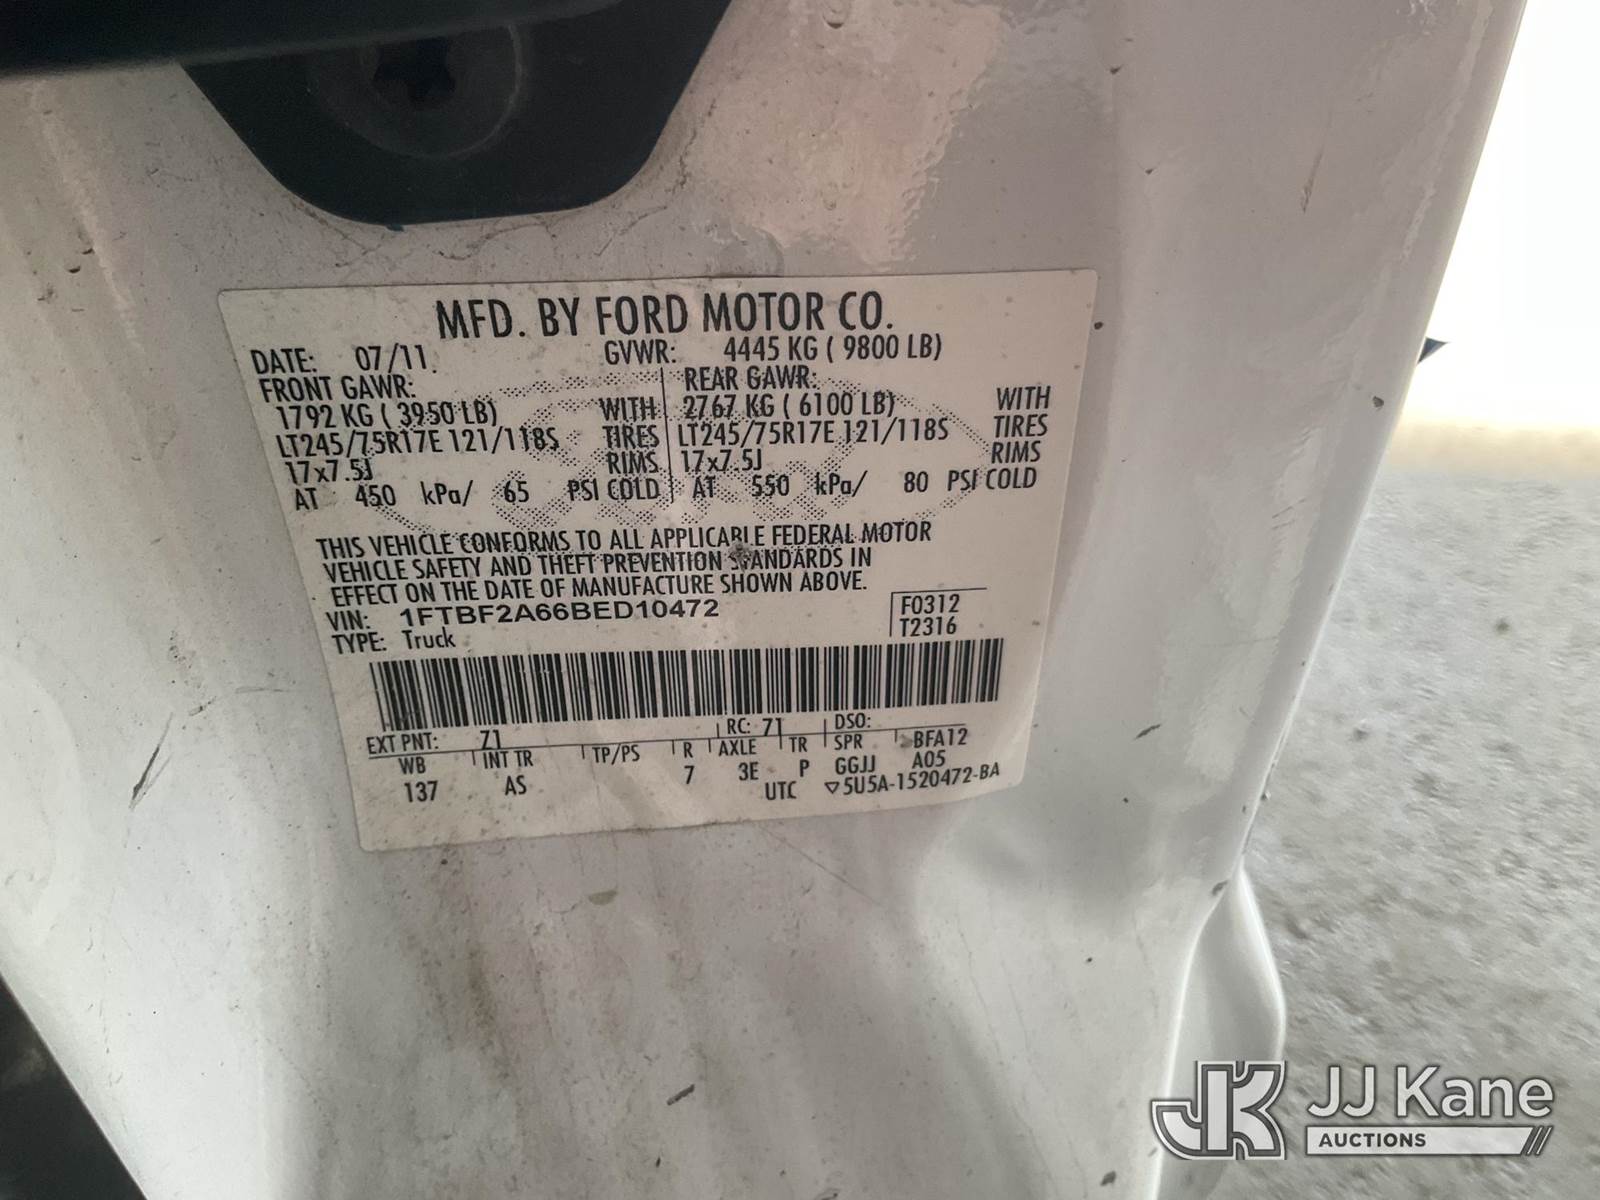 MFD. BY FORD MOTOR CO.
DATE: 07/11 GVWR: 4445 KG ( 9800 LB)
FRONT GAWR: REAR GAWR:
1792 KG ( 3950 LB) WITH 2767 KG ( 6100 LB) WITH
LT245/75R17E 121/118S TIRES LT245/75R17E 121/118S TIRES
17x7.5J RIMS 17x7.5J RIMS
AT 450 kPa/ 65 PSI COLD AT 550 kPa/ 80 PSI COLD
THIS VEHICLE CONFORMS TO ALL APPLICABLE FEDERAL MOTOR
VEHICLE SAFETY AND THEFT PREVENTION STANDARDS IN
EFFECT ON THE DATE OF MANUFACTURE SHOWN ABOVE.
VIN: 1FTBF2A66BED10472 F0312
TYPE: Truck T2316
EXT PNT: Z1 RC: 71 DSO:
WB INT TR TP/PS R AXLE TR SPR BFA12
137 AS 7 3E P GGJJ A05
UTC ▽5U5A-1520472-BA
JK JJ Kane
AUCTIONS